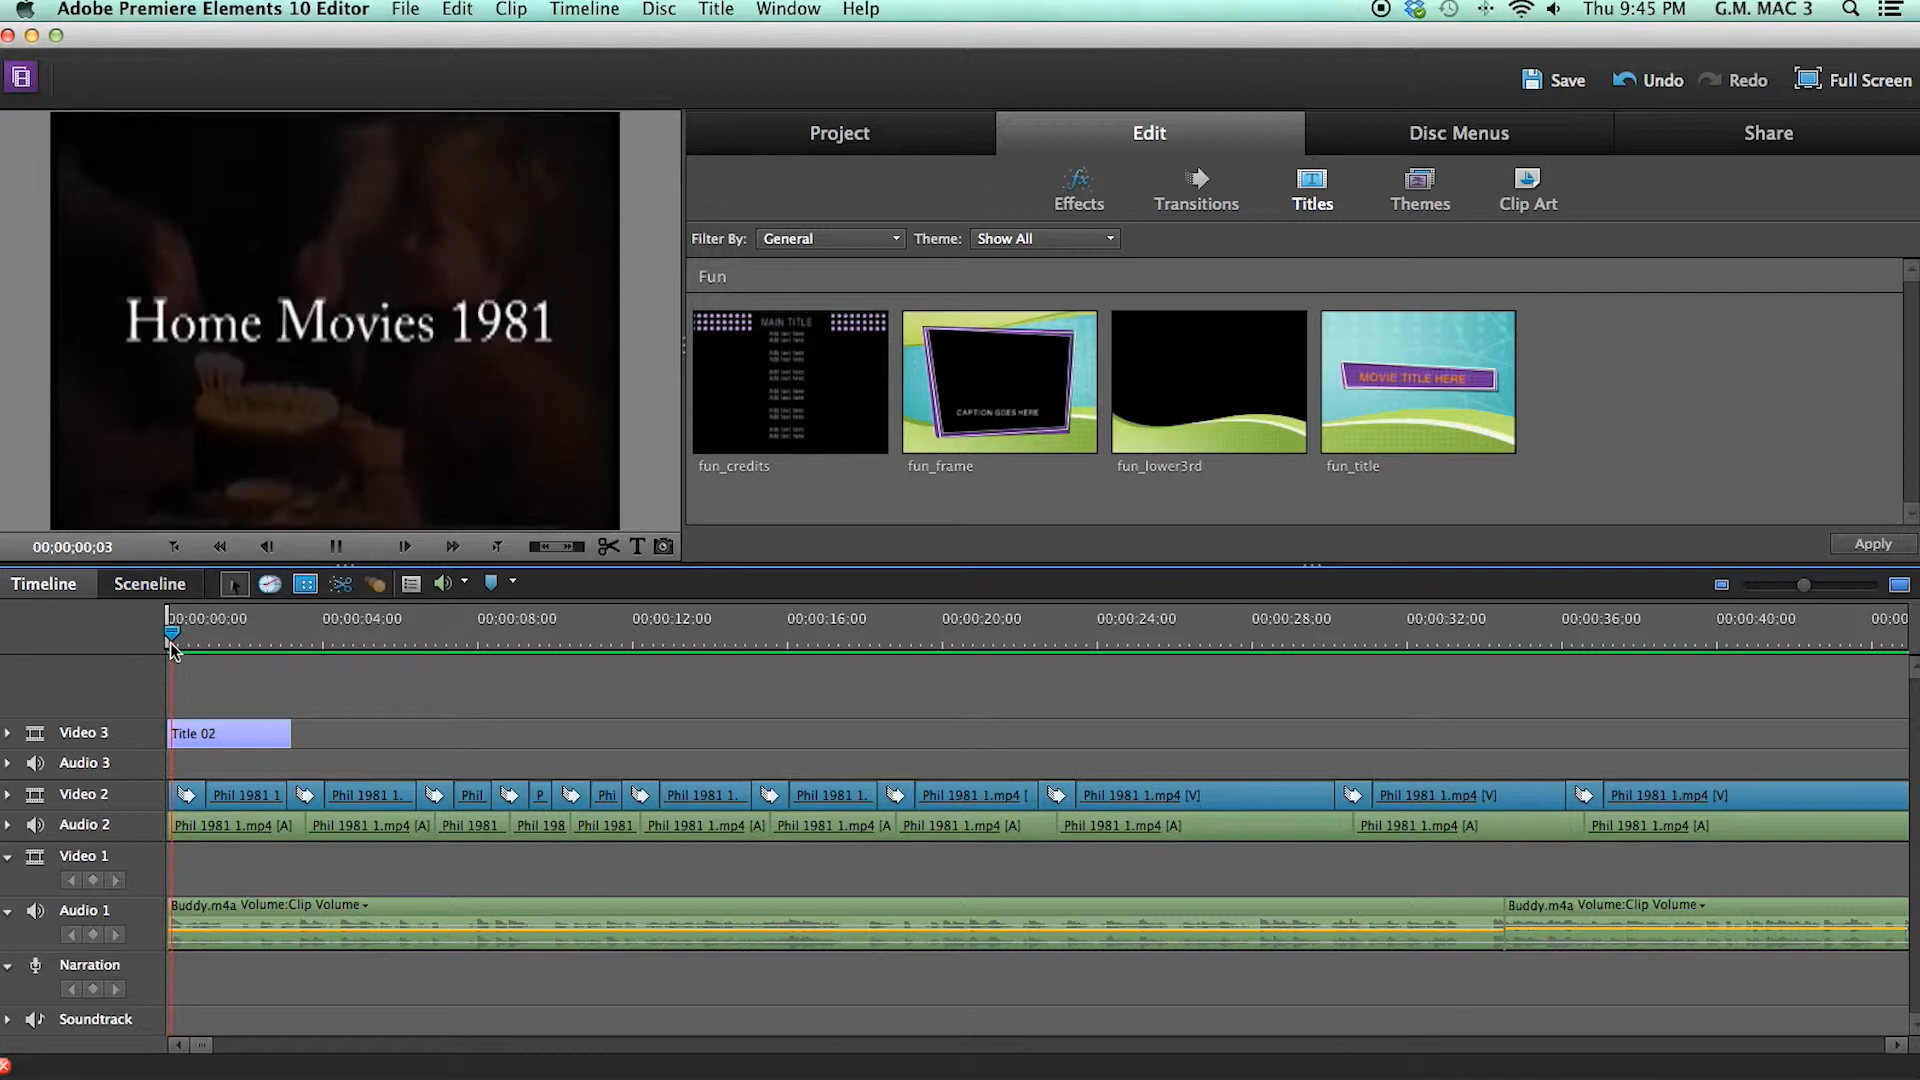 Adobe Premiere Elements 10 Editor File Edit Clip Timeline Disc Title Window Help Thu 9:45 PM G.M. MAC 3
Save Undo Redo Full Screen
Project Edit Disc Menus Share
Effects Transitions Titles Themes Clip Art
Filter By: General Theme: Show All
Fun
Home Movies 1981
MAIN TITLE
CAPTION GOES HERE
MOVIE TITLE HERE
fun_credits fun_frame fun_lower3rd fun_title
00;00;00;03
T
Apply
Timeline Sceneline
00:00:00:00 00:00:04:00 00:00:08:00 00:00:12:00 00:00:16:00 00:00:20:00 00:00:24:00 00:00:28:00 00:00:32:00 00:00:36:00 00:00:40:00 00:00
Video 3 Title 02
Audio 3
Video 2 Phil 1981 1 Phil 1981 1. Phil P Phi Phil 1981 1. Phil 1981 1. Phil 1981 1.mp4 [ Phil 1981 1.mp4 [V] Phil 1981 1.mp4 [V] Phil 1981 1.mp4 [V]
Audio 2 Phil 1981 1.mp4 [A] Phil 1981 1.mp4 [A] Phil 1981 Phil 198 Phil 1981 Phil 1981 1.mp4 [A] Phil 1981 1.mp4 [A Phil 1981 1.mp4 [A] Phil 1981 1.mp4 [A] Phil 1981 1.mp4 [A] Phil 1981 1.mp4 [A]
Video 1
Audio 1 Buddy.m4a Volume:Clip Volume Buddy.m4a Volume:Clip Volume
Narration
Soundtrack